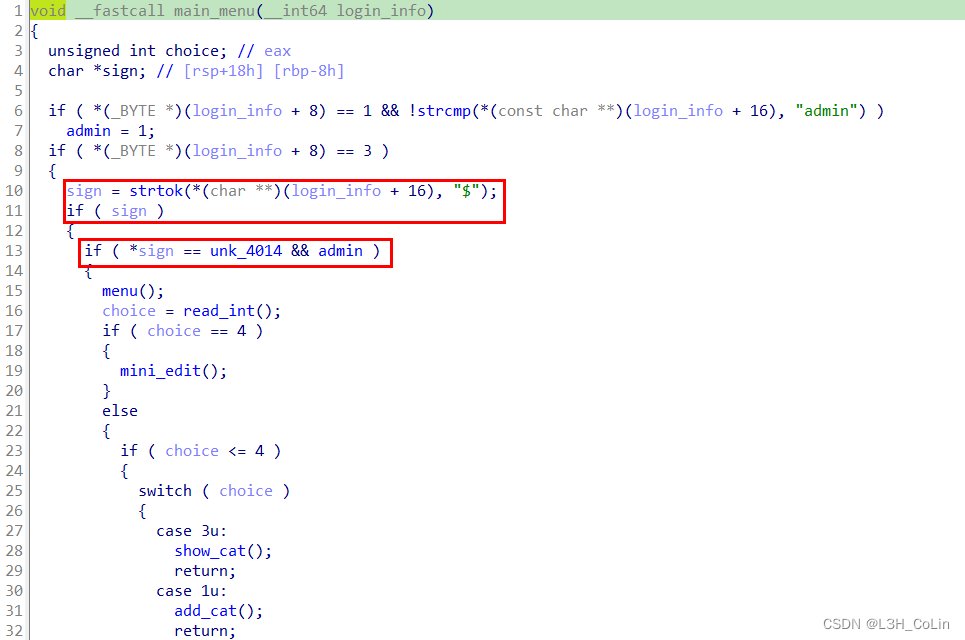 1 void __fastcall main_menu(__int64 login_info)
2 {
3 unsigned int choice; // eax
4 char *sign; // [rsp+18h] [rbp-8h]
5
6 if ( *(_BYTE *)(login_info + 8) == 1 && !strcmp(*(const char **)(login_info + 16), "admin") )
7 admin = 1;
8 if ( *(_BYTE *)(login_info + 8) == 3 )
9 {
10 sign = strtok(*(char **)(login_info + 16), "$");
11 if ( sign )
12 {
13 if ( *sign == unk_4014 && admin )
14 {
15 menu();
16 choice = read_int();
17 if ( choice == 4 )
18 {
19 mini_edit();
20 }
21 else
22 {
23 if ( choice <= 4 )
24 {
25 switch ( choice )
26 {
27 case 3u:
28 show_cat();
29 return;
30 case 1u:
31 add_cat();
32 return;
CSDN @L3H_CoLin